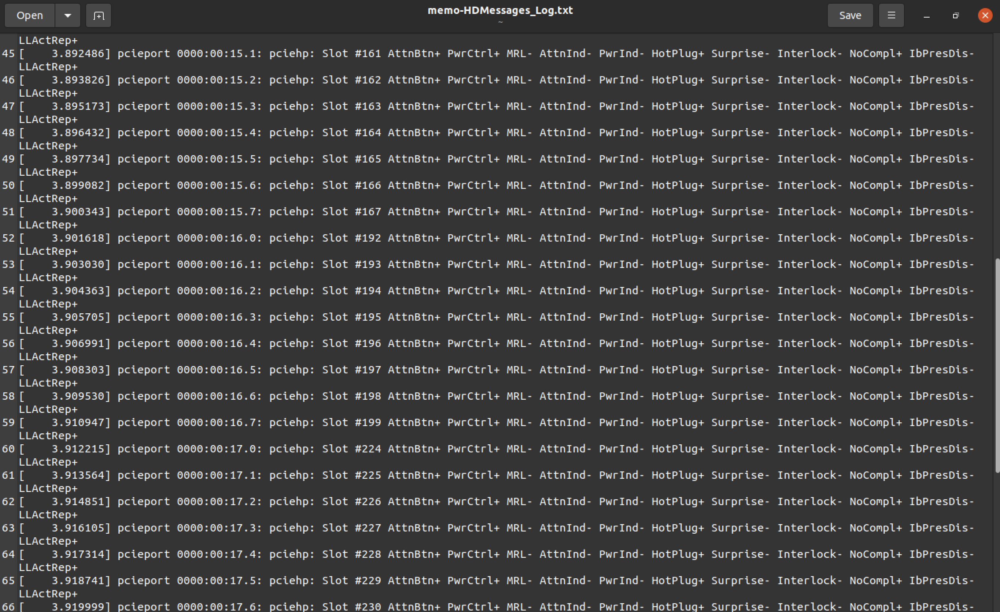 Open
memo-HDMessages_Log.txt
~
Save
LLActRep+
45 [    3.892486] pcieport 0000:00:15.1: pciehp: Slot #161 AttnBtn+ PwrCtrl+ MRL- AttnInd- PwrInd- HotPlug+ Surprise- Interlock- NoCompl+ IbPresDis-
LLActRep+
46 [    3.893826] pcieport 0000:00:15.2: pciehp: Slot #162 AttnBtn+ PwrCtrl+ MRL- AttnInd- PwrInd- HotPlug+ Surprise- Interlock- NoCompl+ IbPresDis-
LLActRep+
47 [    3.895173] pcieport 0000:00:15.3: pciehp: Slot #163 AttnBtn+ PwrCtrl+ MRL- AttnInd- PwrInd- HotPlug+ Surprise- Interlock- NoCompl+ IbPresDis-
LLActRep+
48 [    3.896432] pcieport 0000:00:15.4: pciehp: Slot #164 AttnBtn+ PwrCtrl+ MRL- AttnInd- PwrInd- HotPlug+ Surprise- Interlock- NoCompl+ IbPresDis-
LLActRep+
49 [    3.897734] pcieport 0000:00:15.5: pciehp: Slot #165 AttnBtn+ PwrCtrl+ MRL- AttnInd- PwrInd- HotPlug+ Surprise- Interlock- NoCompl+ IbPresDis-
LLActRep+
50 [    3.899082] pcieport 0000:00:15.6: pciehp: Slot #166 AttnBtn+ PwrCtrl+ MRL- AttnInd- PwrInd- HotPlug+ Surprise- Interlock- NoCompl+ IbPresDis-
LLActRep+
51 [    3.900343] pcieport 0000:00:15.7: pciehp: Slot #167 AttnBtn+ PwrCtrl+ MRL- AttnInd- PwrInd- HotPlug+ Surprise- Interlock- NoCompl+ IbPresDis-
LLActRep+
52 [    3.901618] pcieport 0000:00:16.0: pciehp: Slot #192 AttnBtn+ PwrCtrl+ MRL- AttnInd- PwrInd- HotPlug+ Surprise- Interlock- NoCompl+ IbPresDis-
LLActRep+
53 [    3.903030] pcieport 0000:00:16.1: pciehp: Slot #193 AttnBtn+ PwrCtrl+ MRL- AttnInd- PwrInd- HotPlug+ Surprise- Interlock- NoCompl+ IbPresDis-
LLActRep+
54 [    3.904363] pcieport 0000:00:16.2: pciehp: Slot #194 AttnBtn+ PwrCtrl+ MRL- AttnInd- PwrInd- HotPlug+ Surprise- Interlock- NoCompl+ IbPresDis-
LLActRep+
55 [    3.905705] pcieport 0000:00:16.3: pciehp: Slot #195 AttnBtn+ PwrCtrl+ MRL- AttnInd- PwrInd- HotPlug+ Surprise- Interlock- NoCompl+ IbPresDis-
LLActRep+
56 [    3.906991] pcieport 0000:00:16.4: pciehp: Slot #196 AttnBtn+ PwrCtrl+ MRL- AttnInd- PwrInd- HotPlug+ Surprise- Interlock- NoCompl+ IbPresDis-
LLActRep+
57 [    3.908303] pcieport 0000:00:16.5: pciehp: Slot #197 AttnBtn+ PwrCtrl+ MRL- AttnInd- PwrInd- HotPlug+ Surprise- Interlock- NoCompl+ IbPresDis-
LLActRep+
58 [    3.909530] pcieport 0000:00:16.6: pciehp: Slot #198 AttnBtn+ PwrCtrl+ MRL- AttnInd- PwrInd- HotPlug+ Surprise- Interlock- NoCompl+ IbPresDis-
LLActRep+
59 [    3.910947] pcieport 0000:00:16.7: pciehp: Slot #199 AttnBtn+ PwrCtrl+ MRL- AttnInd- PwrInd- HotPlug+ Surprise- Interlock- NoCompl+ IbPresDis-
LLActRep+
60 [    3.912215] pcieport 0000:00:17.0: pciehp: Slot #224 AttnBtn+ PwrCtrl+ MRL- AttnInd- PwrInd- HotPlug+ Surprise- Interlock- NoCompl+ IbPresDis-
LLActRep+
61 [    3.913564] pcieport 0000:00:17.1: pciehp: Slot #225 AttnBtn+ PwrCtrl+ MRL- AttnInd- PwrInd- HotPlug+ Surprise- Interlock- NoCompl+ IbPresDis-
LLActRep+
62 [    3.914851] pcieport 0000:00:17.2: pciehp: Slot #226 AttnBtn+ PwrCtrl+ MRL- AttnInd- PwrInd- HotPlug+ Surprise- Interlock- NoCompl+ IbPresDis-
LLActRep+
63 [    3.916105] pcieport 0000:00:17.3: pciehp: Slot #227 AttnBtn+ PwrCtrl+ MRL- AttnInd- PwrInd- HotPlug+ Surprise- Interlock- NoCompl+ IbPresDis-
LLActRep+
64 [    3.917314] pcieport 0000:00:17.4: pciehp: Slot #228 AttnBtn+ PwrCtrl+ MRL- AttnInd- PwrInd- HotPlug+ Surprise- Interlock- NoCompl+ IbPresDis-
LLActRep+
65 [    3.918741] pcieport 0000:00:17.5: pciehp: Slot #229 AttnBtn+ PwrCtrl+ MRL- AttnInd- PwrInd- HotPlug+ Surprise- Interlock- NoCompl+ IbPresDis-
LLActRep+
66 [    3.919999] pcieport 0000:00:17.6: pciehp: Slot #230 AttnBtn+ PwrCtrl+ MRL- AttnInd- PwrInd- HotPlug+ Surprise- Interlock- NoCompl+ IbPresDis-